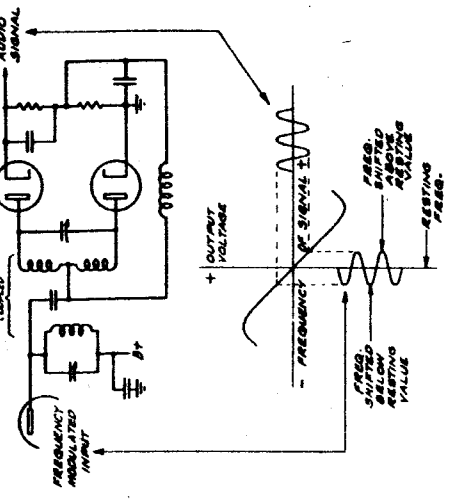 AUDIO
SIGNAL
FREQUENCY
MODULATED
INPUT
B+
+ OUTPUT
VOLTAGE
- FREQUENCY OF SIGNAL +
FREQ.
SHIFTED
ABOVE
RESTING
VALUE
RESTING
FREQ.
FREQ.
SHIFTED
BELOW
RESTING
VALUE